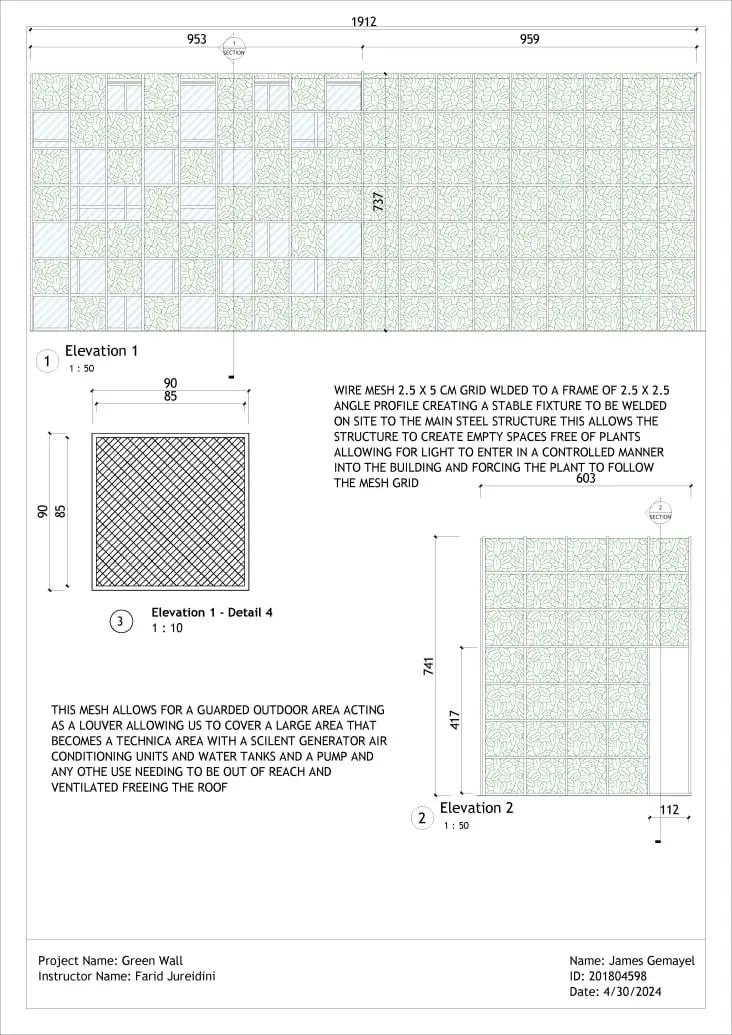 1912
953
959
1
SECTION
737
1
Elevation 1
1 : 50
90
85
90
85
3
Elevation 1 - Detail 4
1 : 10
WIRE MESH 2.5 X 5 CM GRID WLDED TO A FRAME OF 2.5 X 2.5
ANGLE PROFILE CREATING A STABLE FIXTURE TO BE WELDED
ON SITE TO THE MAIN STEEL STRUCTURE THIS ALLOWS THE
STRUCTURE TO CREATE EMPTY SPACES FREE OF PLANTS
ALLOWING FOR LIGHT TO ENTER IN A CONTROLLED MANNER
INTO THE BUILDING AND FORCING THE PLANT TO FOLLOW
THE MESH GRID
603
2
SECTION
741
417
112
2
Elevation 2
1 : 50
THIS MESH ALLOWS FOR A GUARDED OUTDOOR AREA ACTING
AS A LOUVER ALLOWING US TO COVER A LARGE AREA THAT
BECOMES A TECHNICA AREA WITH A SCILENT GENERATOR AIR
CONDITIONING UNITS AND WATER TANKS AND A PUMP AND
ANY OTHE USE NEEDING TO BE OUT OF REACH AND
VENTILATED FREEING THE ROOF
Project Name: Green Wall
Instructor Name: Farid Jureidini
Name: James Gemayel
ID: 201804598
Date: 4/30/2024